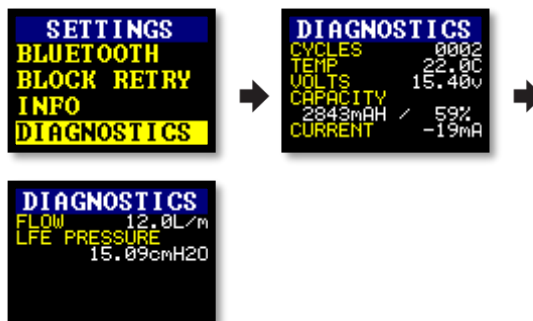 SETTINGS
BLUETOOTH
BLOCK RETRY
INFO
DIAGNOSTICS
DIAGNOSTICS
CYCLES 0002
TEMP 22.0C
VOLTS 15.40v
CAPACITY
2843mAH / 59%
CURRENT -19mA
DIAGNOSTICS
FLOW 12.0L/m
LFE PRESSURE
15.09cmH2O